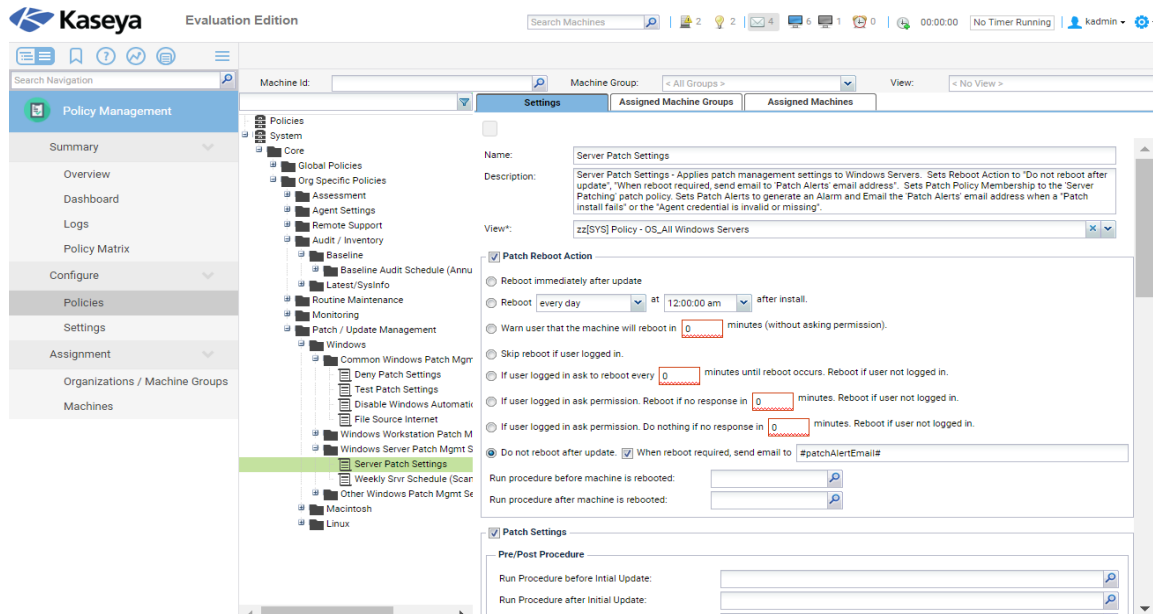 Kaseya Evaluation Edition
Search Machines 2 2 4 6 1 0 00:00:00 No Timer Running kadmin
Search Navigation
Machine Id: Machine Group: < All Groups > View: < No View >
Policy Management
Summary
Overview
Dashboard
Logs
Policy Matrix
Configure
Policies
Settings
Assignment
Organizations / Machine Groups
Machines
Policies
System
Core
Global Policies
Org Specific Policies
Assessment
Agent Settings
Remote Support
Audit / Inventory
Baseline
Baseline Audit Schedule (Annu
Latest/SysInfo
Routine Maintenance
Monitoring
Patch / Update Management
Windows
Common Windows Patch Mgm
Deny Patch Settings
Test Patch Settings
Disable Windows Automatic
File Source Internet
Windows Workstation Patch M
Windows Server Patch Mgmt S
Server Patch Settings
Weekly Srvr Schedule (Scan
Other Windows Patch Mgmt Se
Macintosh
Linux
Settings Assigned Machine Groups Assigned Machines
Name: Server Patch Settings
Description: Server Patch Settings - Applies patch management settings to Windows Servers. Sets Reboot Action to "Do not reboot after
update", "When reboot required, send email to 'Patch Alerts' email address". Sets Patch Policy Membership to the 'Server
Patching' patch policy. Sets Patch Alerts to generate an Alarm and Email the 'Patch Alerts' email address when a "Patch
install fails" or the "Agent credential is invalid or missing".
View*: zz[SYS] Policy - OS_All Windows Servers
Patch Reboot Action
Reboot immediately after update
Reboot every day at 12:00:00 am after install.
Warn user that the machine will reboot in 0 minutes (without asking permission).
Skip reboot if user logged in.
If user logged in ask to reboot every 0 minutes until reboot occurs. Reboot if user not logged in.
If user logged in ask permission. Reboot if no response in 0 minutes. Reboot if user not logged in.
If user logged in ask permission. Do nothing if no response in 0 minutes. Reboot if user not logged in.
Do not reboot after update. When reboot required, send email to #patchAlertEmail#
Run procedure before machine is rebooted:
Run procedure after machine is rebooted:
Patch Settings
Pre/Post Procedure
Run Procedure before Intial Update:
Run Procedure after Initial Update: